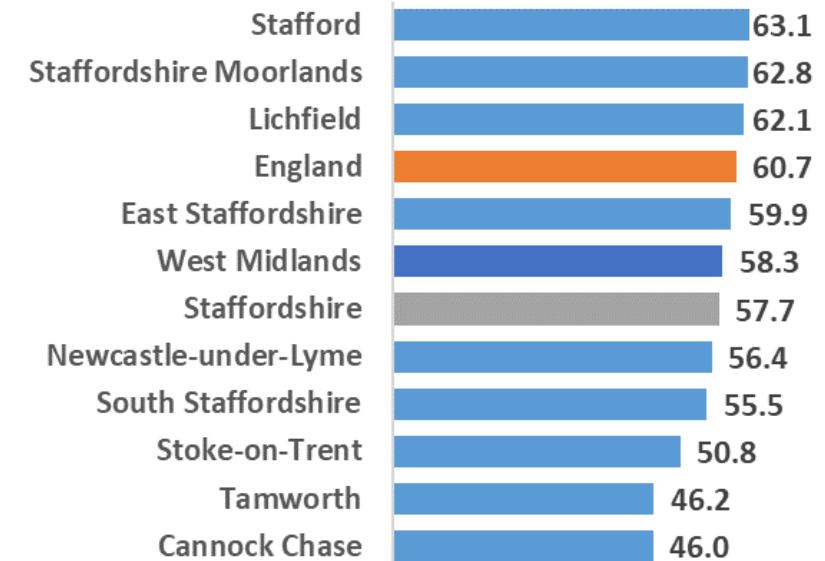 Stafford 63.1
Staffordshire Moorlands 62.8
Lichfield 62.1
England 60.7
East Staffordshire 59.9
West Midlands 58.3
Staffordshire 57.7
Newcastle-under-Lyme 56.4
South Staffordshire 55.5
Stoke-on-Trent 50.8
Tamworth 46.2
Cannock Chase 46.0